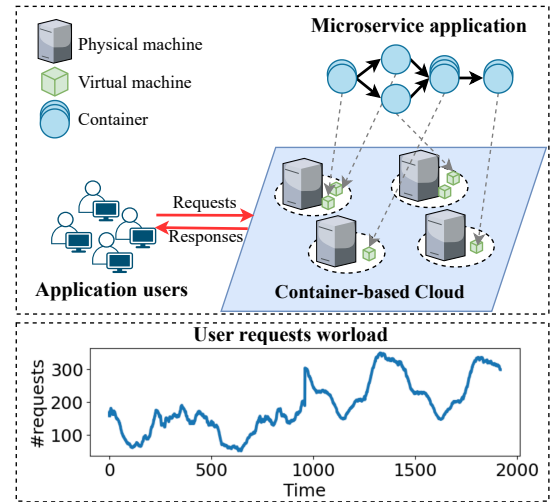 Microservice application
Physical machine
Virtual machine
Container
Requests
Responses
Application users
Container-based Cloud
User requests worload
#requests
300
200
100
0
500
1000
1500
2000
Time